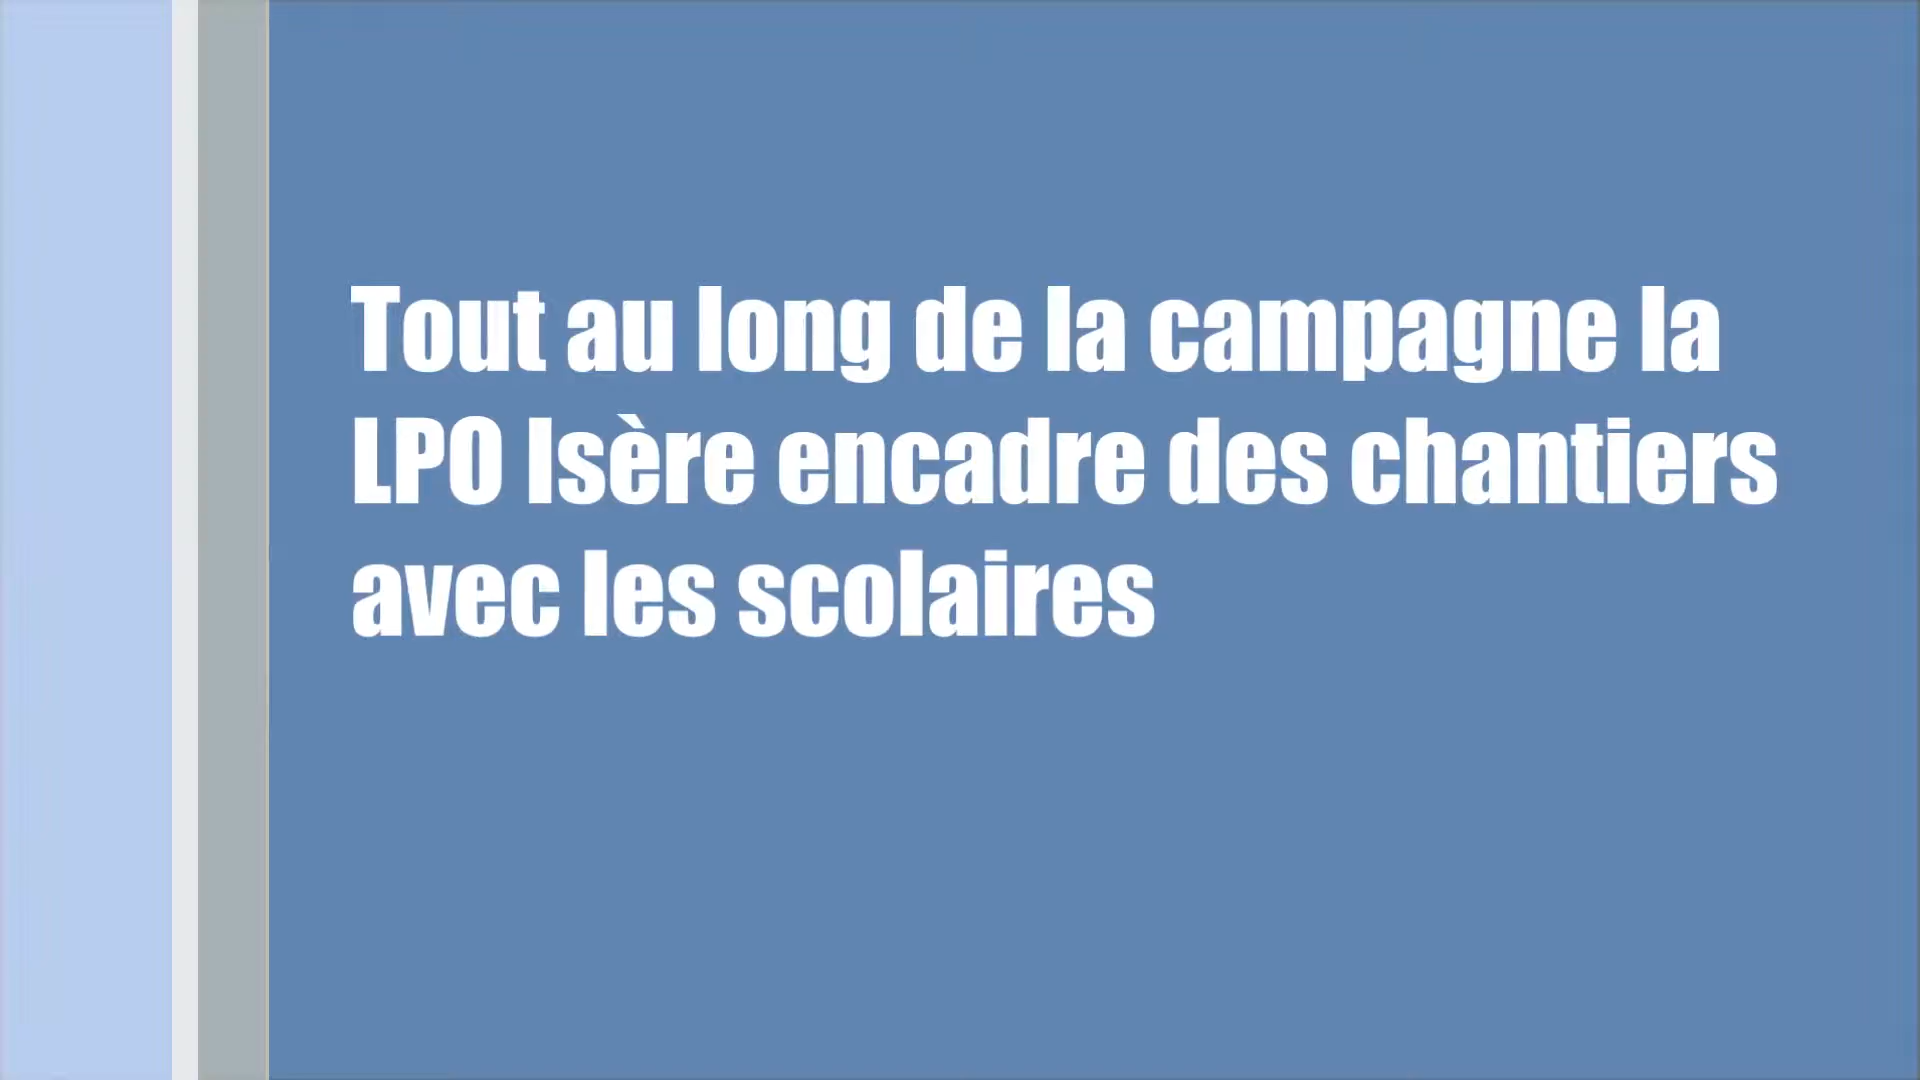 Tout au long de la campagne la
LPO Isère encadre des chantiers
avec les scolaires